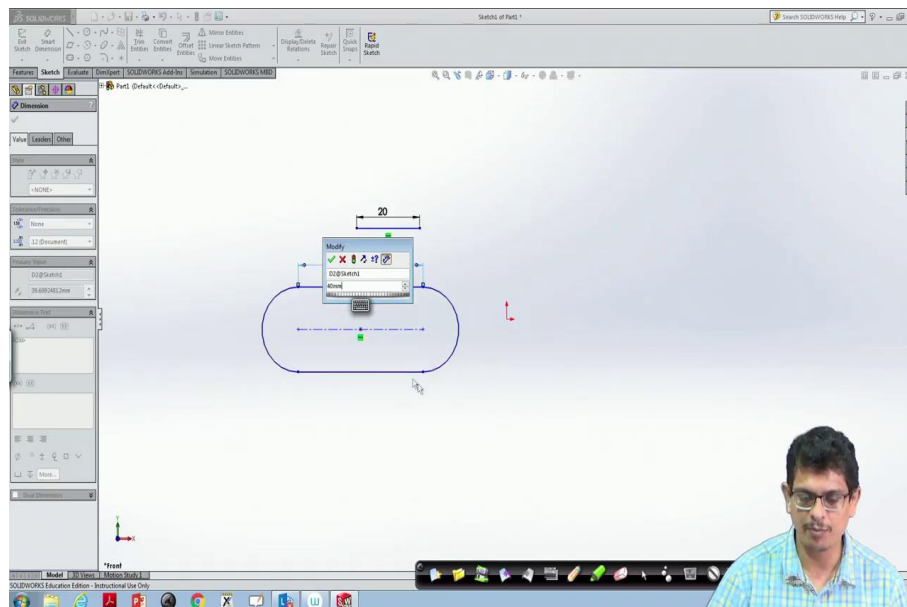 SOLIDWORKS
Sketch1 of Part1 *
Search SOLIDWORKS Help
Exit Sketch
Smart Dimension
Trim Entities
Convert Entities
Offset Entities
Mirror Entities
Linear Sketch Pattern
Move Entities
Display/Delete Relations
Repair Sketch
Quick Snaps
Rapid Sketch
Features Sketch Evaluate DimXpert SOLIDWORKS Add-Ins Simulation SOLIDWORKS MBD
Part1 (Default<<Default>_...
Dimension
Value Leaders Other
Style
<NONE>
Tolerance/Precision
None
.12 (Document)
Primary Value
D2@Sketch1
39.68924812mm
Dimension Text
More...
Dual Dimension
20
Modify
D2@Sketch1
40mm
Y
X
*Front
Model 3D Views Motion Study 1
SOLIDWORKS Education Edition - Instructional Use Only